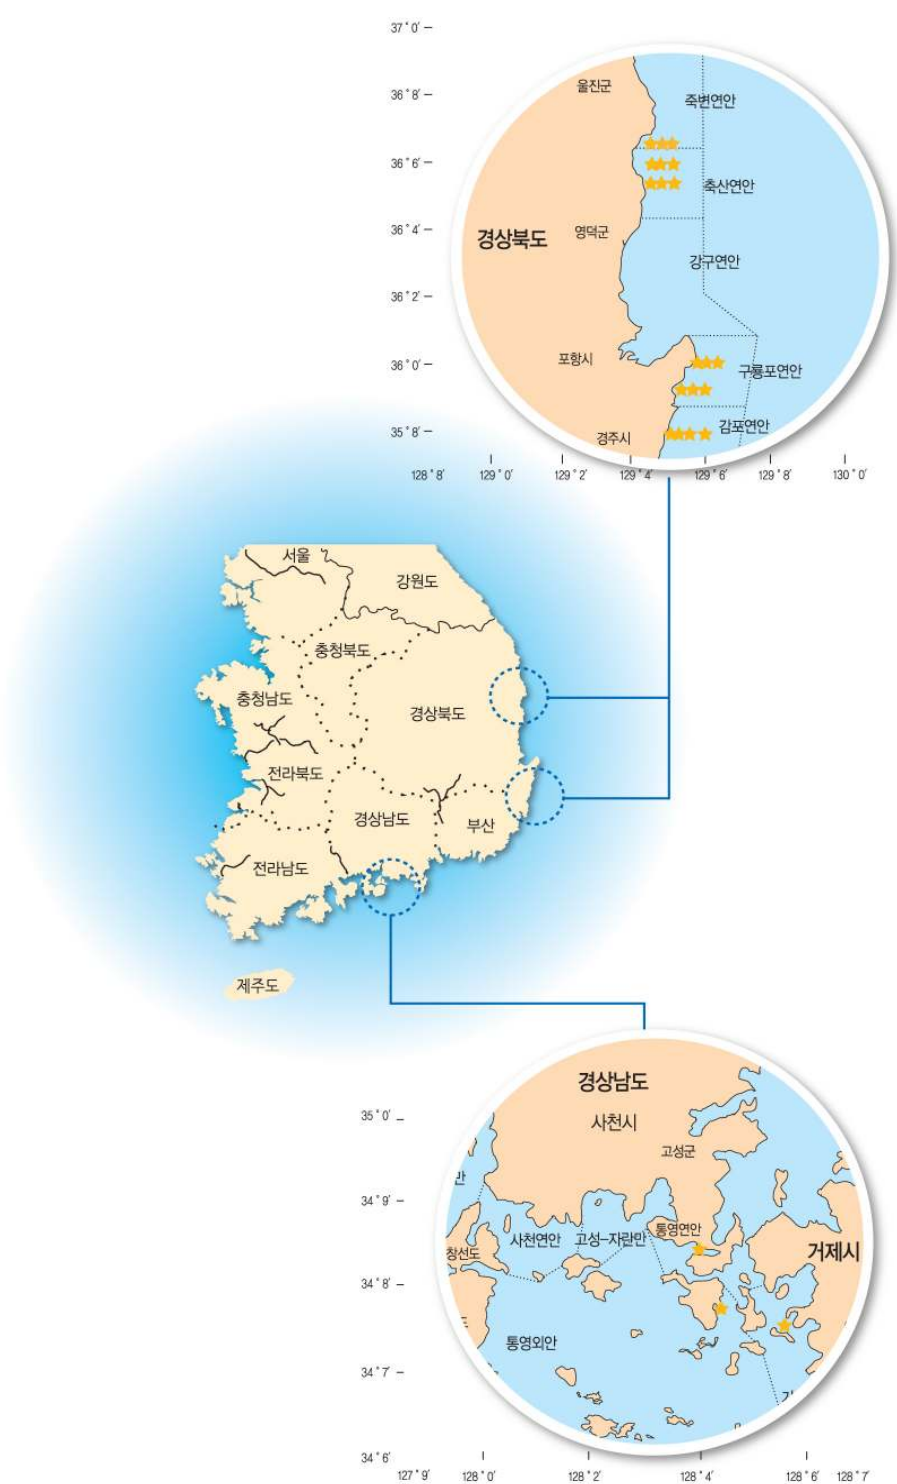 37˚ 0′
36˚ 8′
36˚ 6′
36˚ 4′
36˚ 2′
36˚ 0′
35˚ 8′
울진군
죽변연안
축산연안
경상북도
영덕군
강구연안
포항시
구룡포연안
경주시
감포연안
128˚ 8′
129˚ 0′
129˚ 2′
129˚ 4′
129˚ 6′
129˚ 8′
130˚ 0′
서울
강원도
충청북도
충청남도
경상북도
전라북도
경상남도
부산
전라남도
제주도
35˚ 0′
34˚ 9′
34˚ 8′
34˚ 7′
34˚ 6′
경상남도
사천시
고성군
만
사천연안
고성-자란만
통영연안
창선도
거제시
도
통영외안
127˚ 9′
128˚ 0′
128˚ 2′
128˚ 4′
128˚ 6′
128˚ 7′